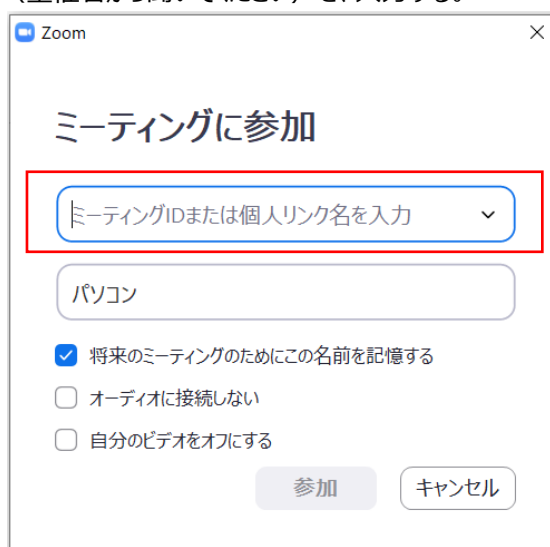 Zoom
ミーティングに参加
ミーティングIDまたは個人リンク名を入力
パソコン
将来のミーティングのためにこの名前を記憶する
オーディオに接続しない
自分のビデオをオフにする
参加 キャンセル